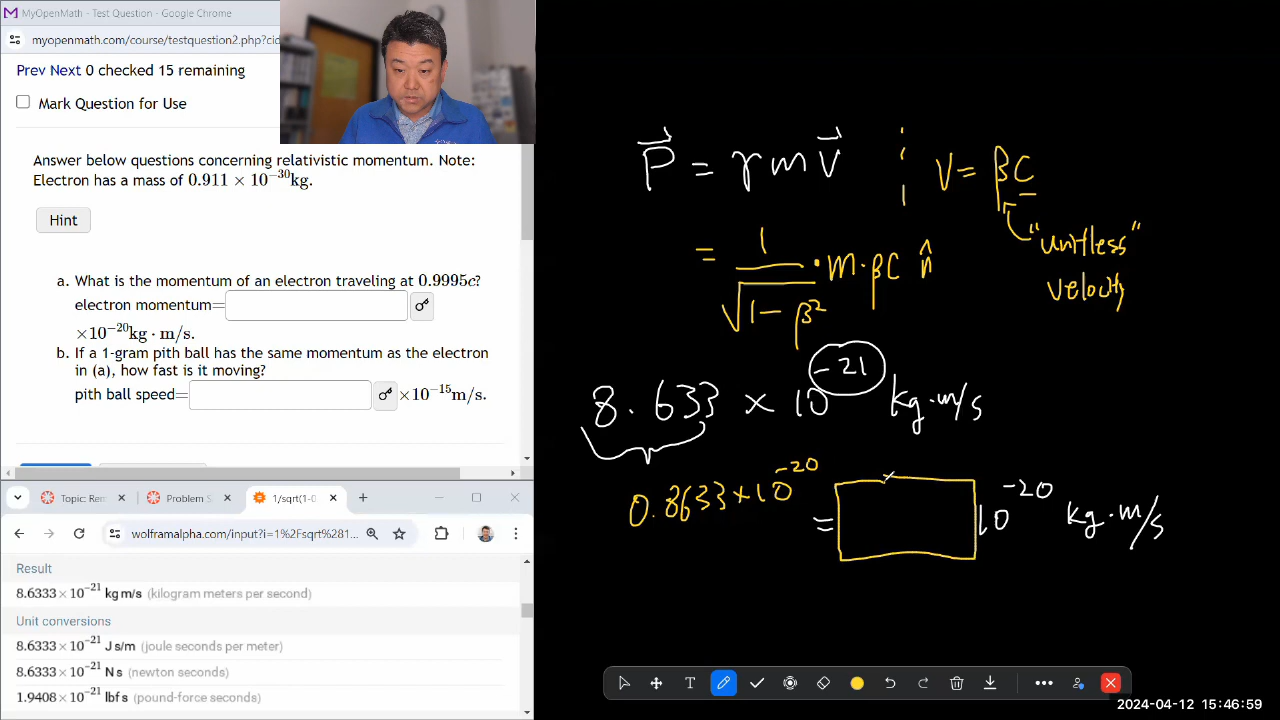 MyOpenMath - Test Question - Google Chrome
myopenmath.com/course/testquestion2.php?cid
Prev Next 0 checked 15 remaining
Mark Question for Use
Answer below questions concerning relativistic momentum. Note:
Electron has a mass of 0.911 × 10⁻³⁰kg.
Hint
a. What is the momentum of an electron traveling at 0.9995c?
electron momentum=
×10⁻²⁰kg · m/s.
b. If a 1-gram pith ball has the same momentum as the electron
in (a), how fast is it moving?
pith ball speed= ×10⁻¹⁵m/s.
Topic: Rem
Problem S
1/sqrt(1-0
wolframalpha.com/input?i=1%2Fsqrt%281...
Result
8.6333 × 10⁻²¹ kg m/s (kilogram meters per second)
Unit conversions
8.6333 × 10⁻²¹ J s/m (joule seconds per meter)
8.6333 × 10⁻²¹ N s (newton seconds)
1.9408 × 10⁻²¹ lbf s (pound-force seconds)
P⃗ = γ m v⃗ ; v = βc
"unitless"
velocity
= 1/√(1 − β²) · m · βc n̂
8.633 × 10⁻²¹ kg·m/s
0.8633 × 10⁻²⁰
= 10⁻²⁰ kg·m/s
T
2024-04-12 15:46:59